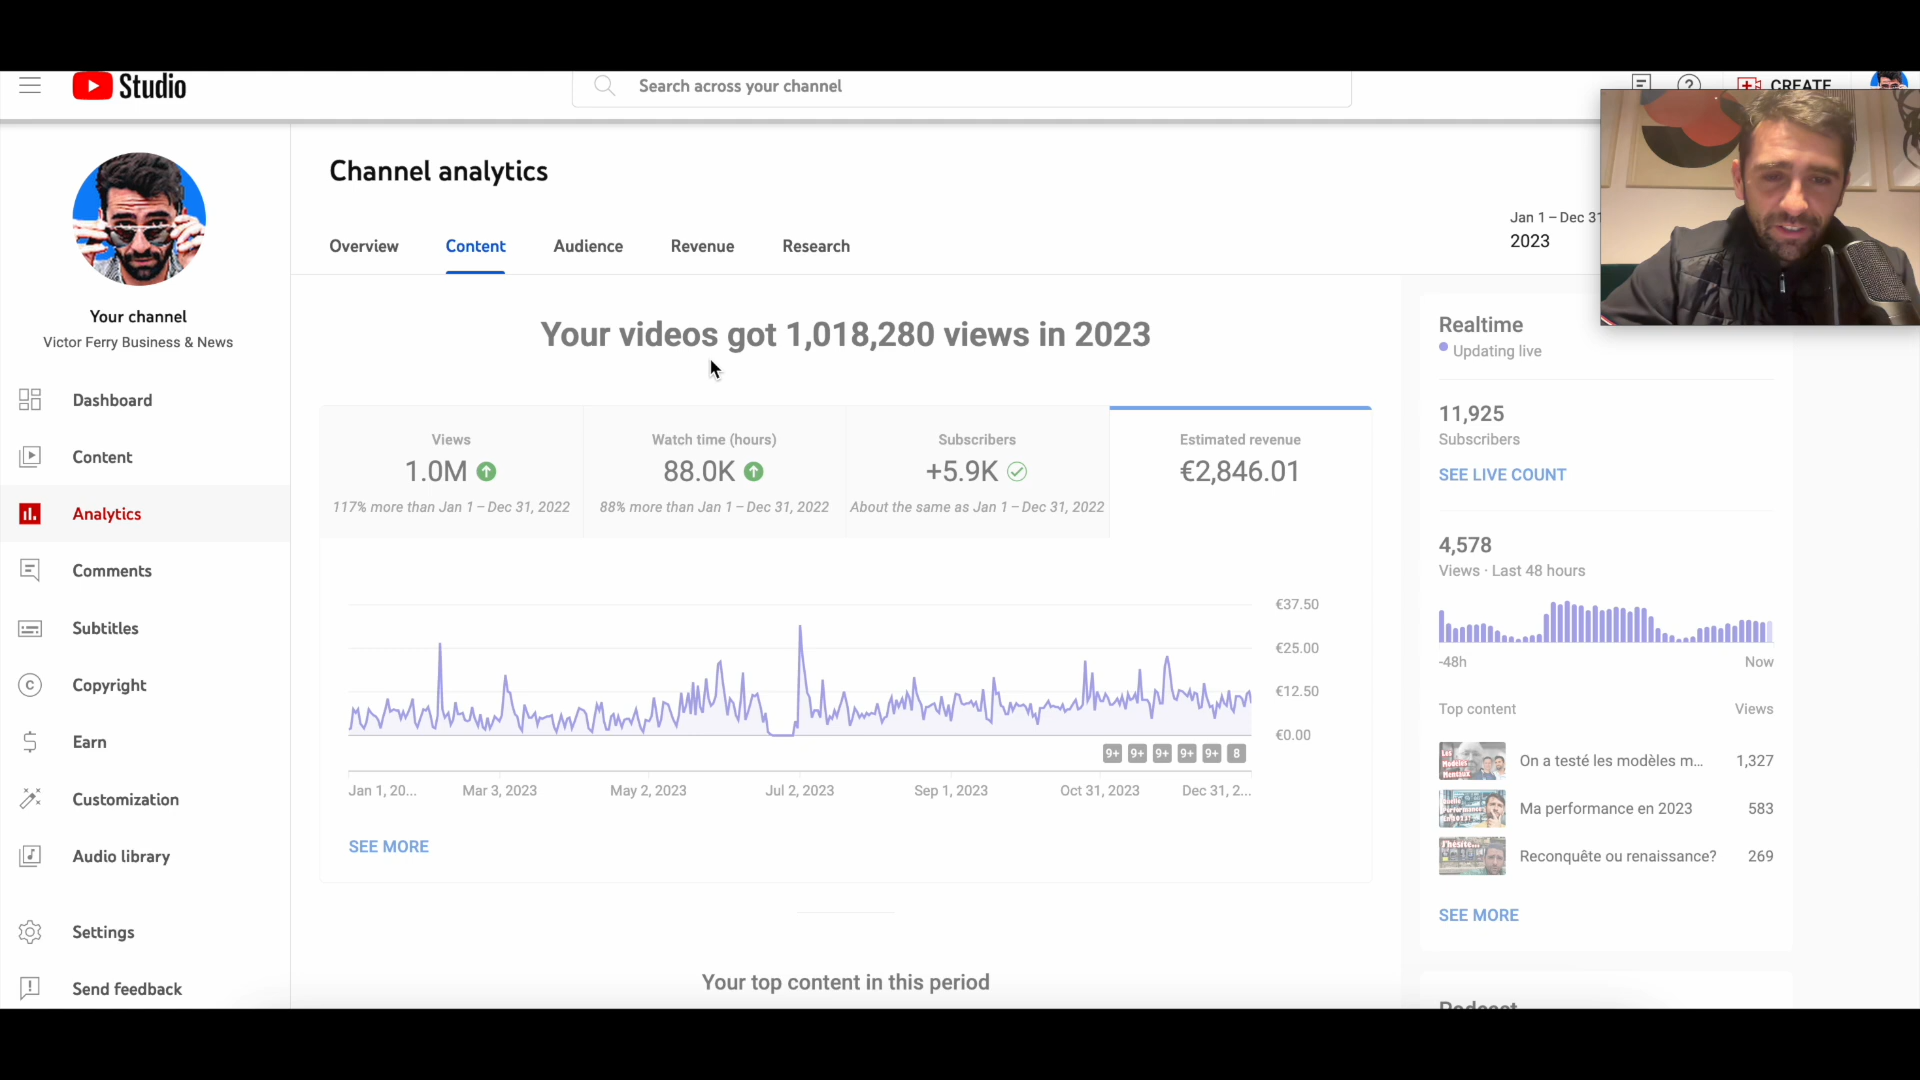 Studio
Search across your channel
CREATE
Channel analytics
Overview
Content
Audience
Revenue
Research
Jan 1 – Dec 31
2023
Your channel
Victor Ferry Business & News
Dashboard
Content
Analytics
Comments
Subtitles
Copyright
Earn
Customization
Audio library
Settings
Send feedback
Your videos got 1,018,280 views in 2023
Views
1.0M
117% more than Jan 1 – Dec 31, 2022
Watch time (hours)
88.0K
88% more than Jan 1 – Dec 31, 2022
Subscribers
+5.9K
About the same as Jan 1 – Dec 31, 2022
Estimated revenue
€2,846.01
€37.50
€25.00
€12.50
€0.00
9+ 9+ 9+ 9+ 9+ 8
Jan 1, 20...
Mar 3, 2023
May 2, 2023
Jul 2, 2023
Sep 1, 2023
Oct 31, 2023
Dec 31, 2...
SEE MORE
Your top content in this period
Realtime
Updating live
11,925
Subscribers
SEE LIVE COUNT
4,578
Views · Last 48 hours
-48h
Now
Top content
Views
On a testé les modèles m...
1,327
Ma performance en 2023
583
Reconquête ou renaissance?
269
SEE MORE
Podcast